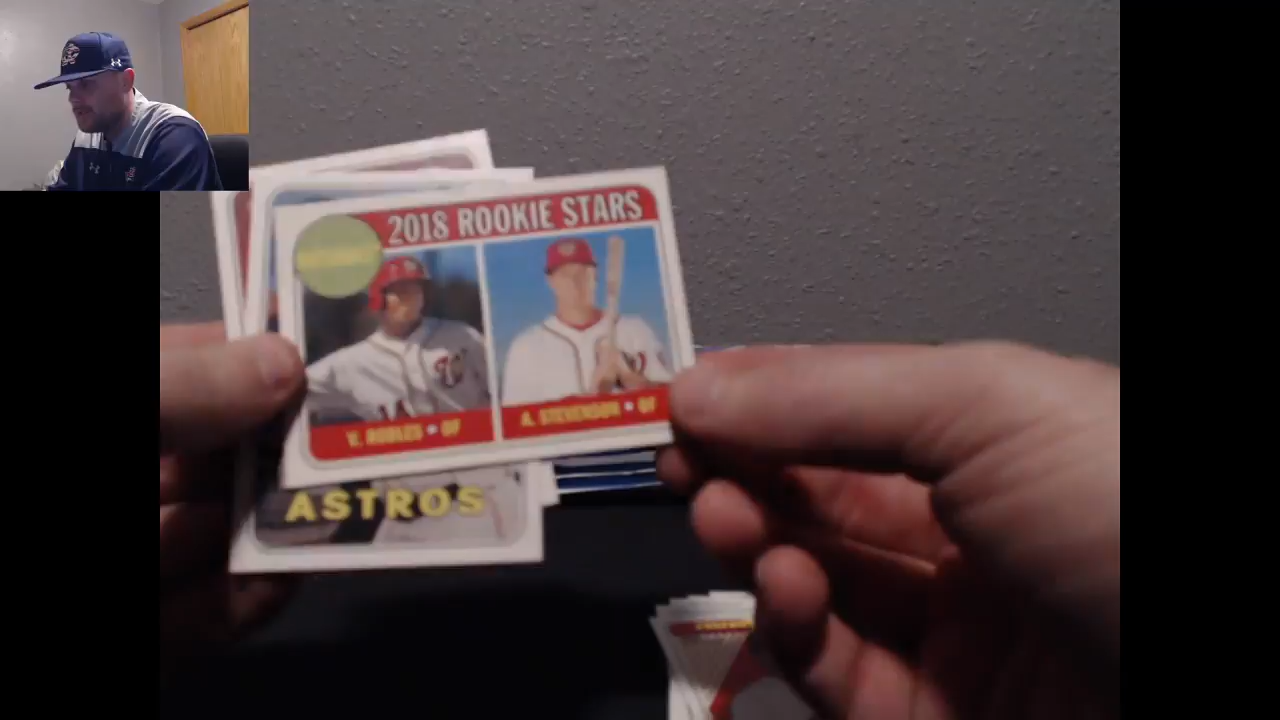 2018 ROOKIE STARS
V. ROBLES • OF
A. STEVENSON • OF
ASTROS